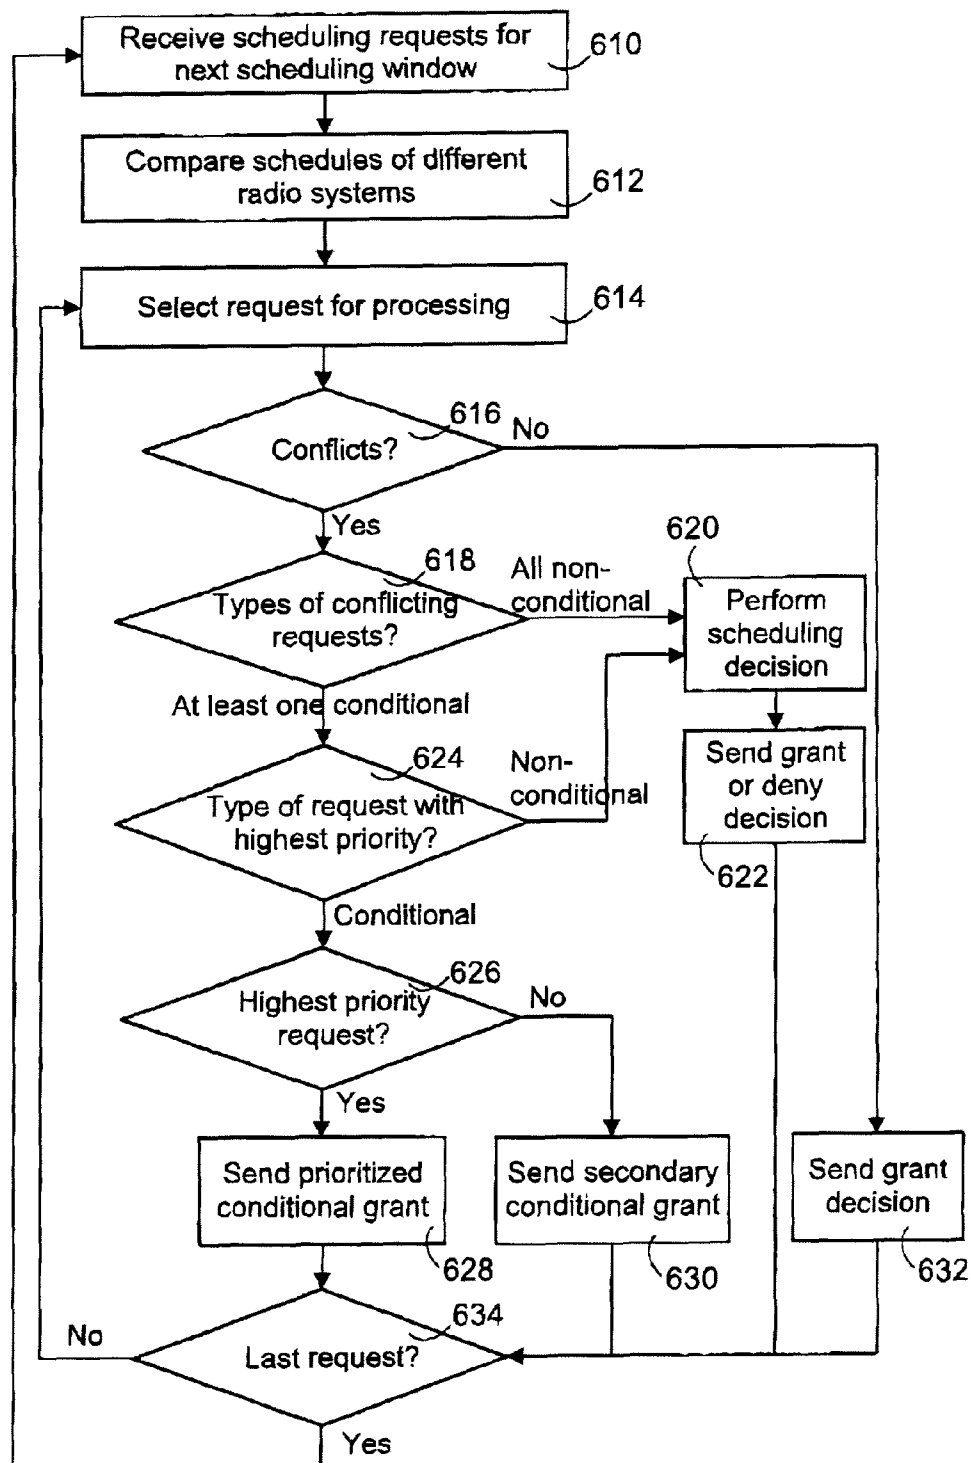 Receive scheduling requests for
next scheduling window
610
Compare schedules of different
radio systems
612
Select request for processing
614
616
Conflicts?
No
Yes
618
Types of conflicting
requests?
All non-
conditional
620
Perform
scheduling
decision
At least one conditional
624
Type of request with
highest priority?
Non-
conditional
Send grant
or deny
decision
622
Conditional
626
Highest priority
request?
No
Yes
Send prioritized
conditional grant
628
Send secondary
conditional grant
630
Send grant
decision
632
634
Last request?
No
Yes